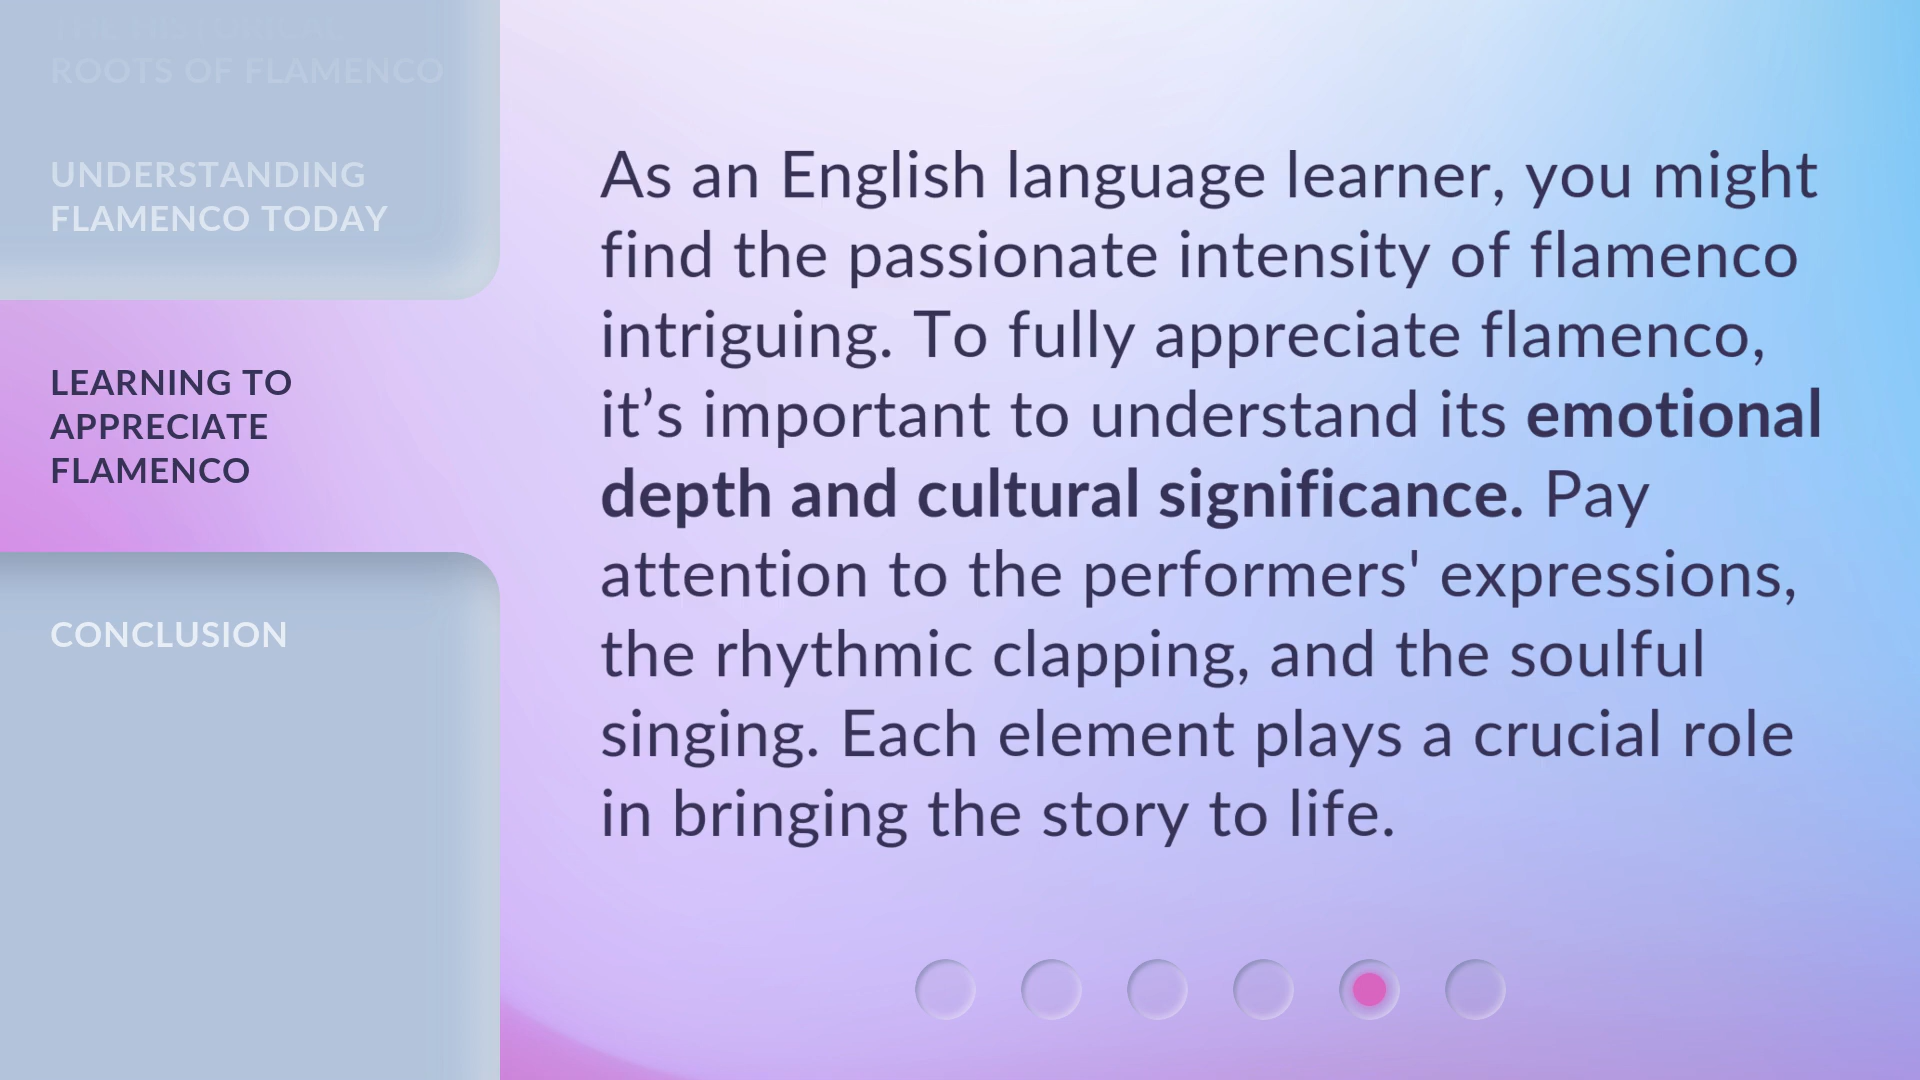 THE HISTORICAL
ROOTS OF FLAMENCO
UNDERSTANDING
FLAMENCO TODAY
LEARNING TO
APPRECIATE
FLAMENCO
CONCLUSION
As an English language learner, you might
find the passionate intensity of flamenco
intriguing. To fully appreciate flamenco,
it’s important to understand its emotional
depth and cultural significance. Pay
attention to the performers' expressions,
the rhythmic clapping, and the soulful
singing. Each element plays a crucial role
in bringing the story to life.